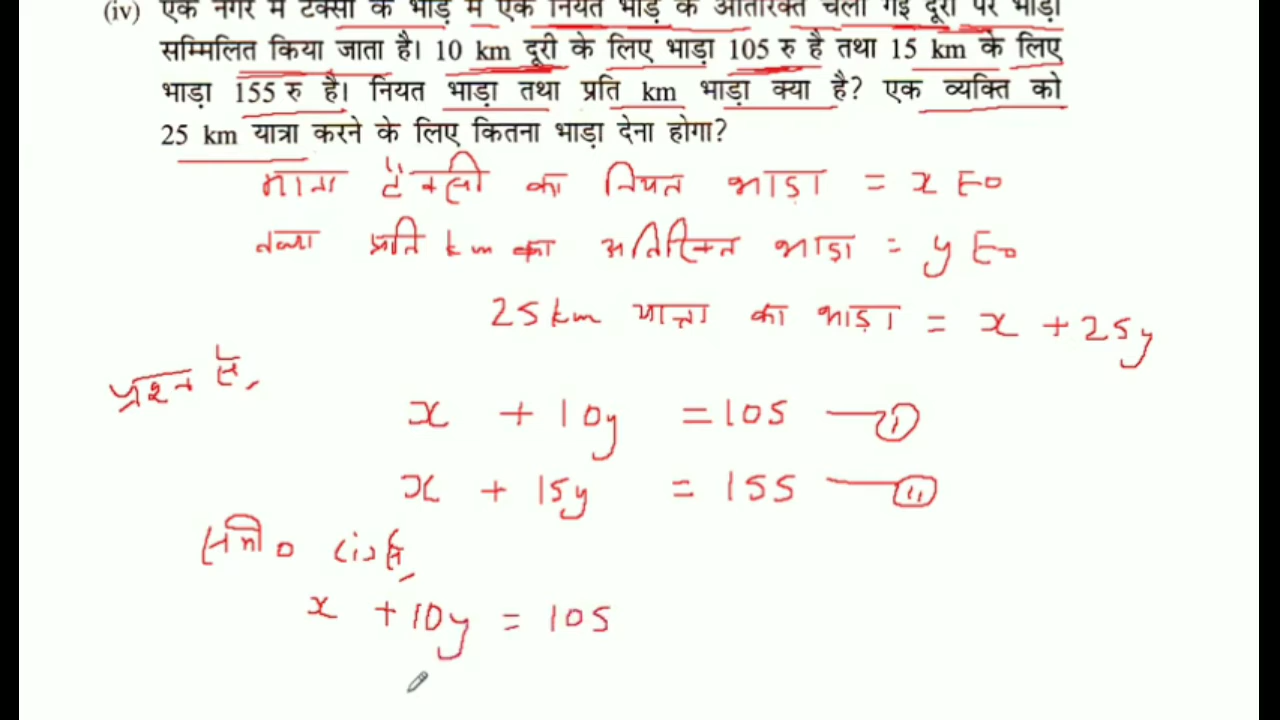 (iv) एक नगर में टैक्सी के भाड़े में एक नियत भाड़े के अतिरिक्त चली गई दूरी पर भाड़ा
सम्मिलित किया जाता है। 10 km दूरी के लिए भाड़ा 105 रु है तथा 15 km के लिए
भाड़ा 155 रु है। नियत भाड़ा तथा प्रति km भाड़ा क्या है? एक व्यक्ति को
25 km यात्रा करने के लिए कितना भाड़ा देना होगा?
माना टैक्सी का नियत भाड़ा = x रु०
तथा प्रति km का अतिरिक्त भाड़ा = y रु०
25 km यात्रा का भाड़ा = x + 25y
प्रश्न से,
x + 10y = 105 — (i)
x + 15y = 155 — (ii)
समी० (i) से,
x + 10y = 105